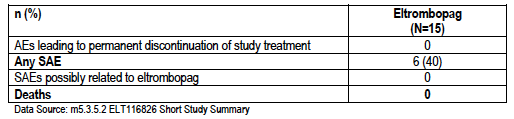 n (%) Eltrombopag
(N=15)
AEs leading to permanent discontinuation of study treatment 0
Any SAE 6 (40)
SAEs possibly related to eltrombopag 0
Deaths 0
Data Source: m5.3.5.2 ELT116826 Short Study Summary